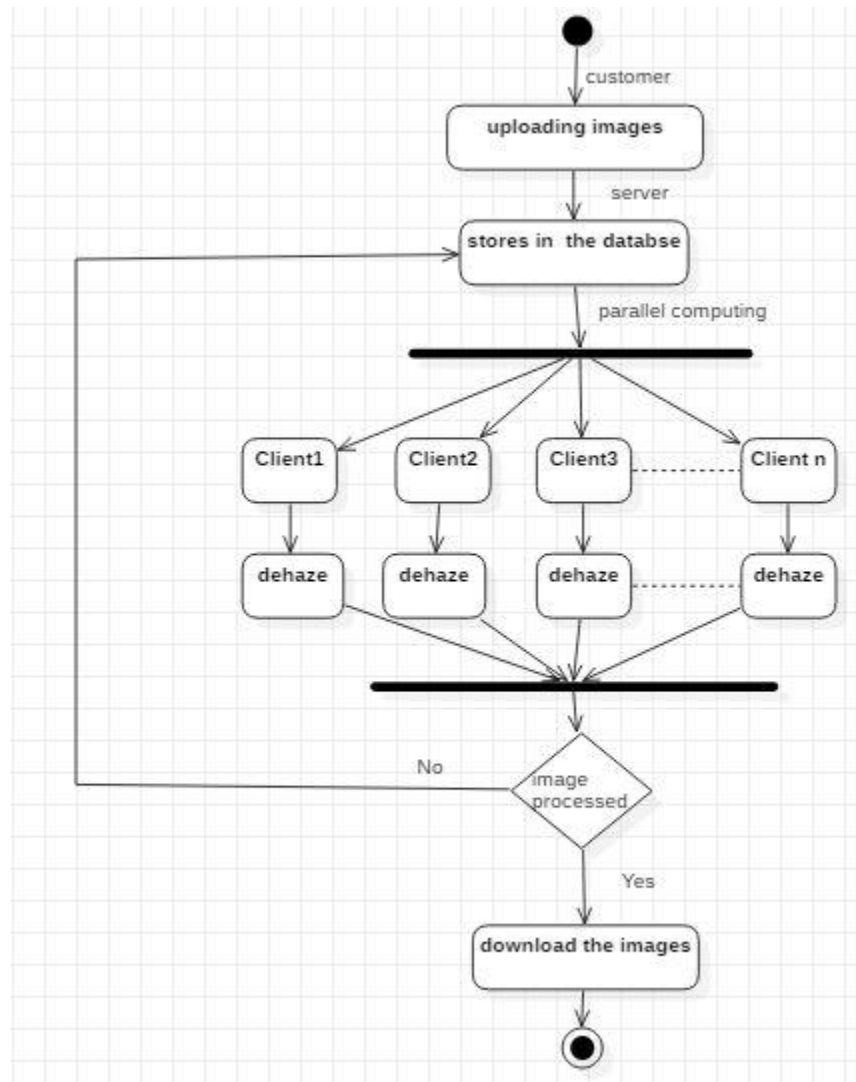 customer
uploading images
server
stores in  the databse
parallel computing
Client1
Client2
Client3
Client n
dehaze
dehaze
dehaze
dehaze
No
image
processed
Yes
download the images